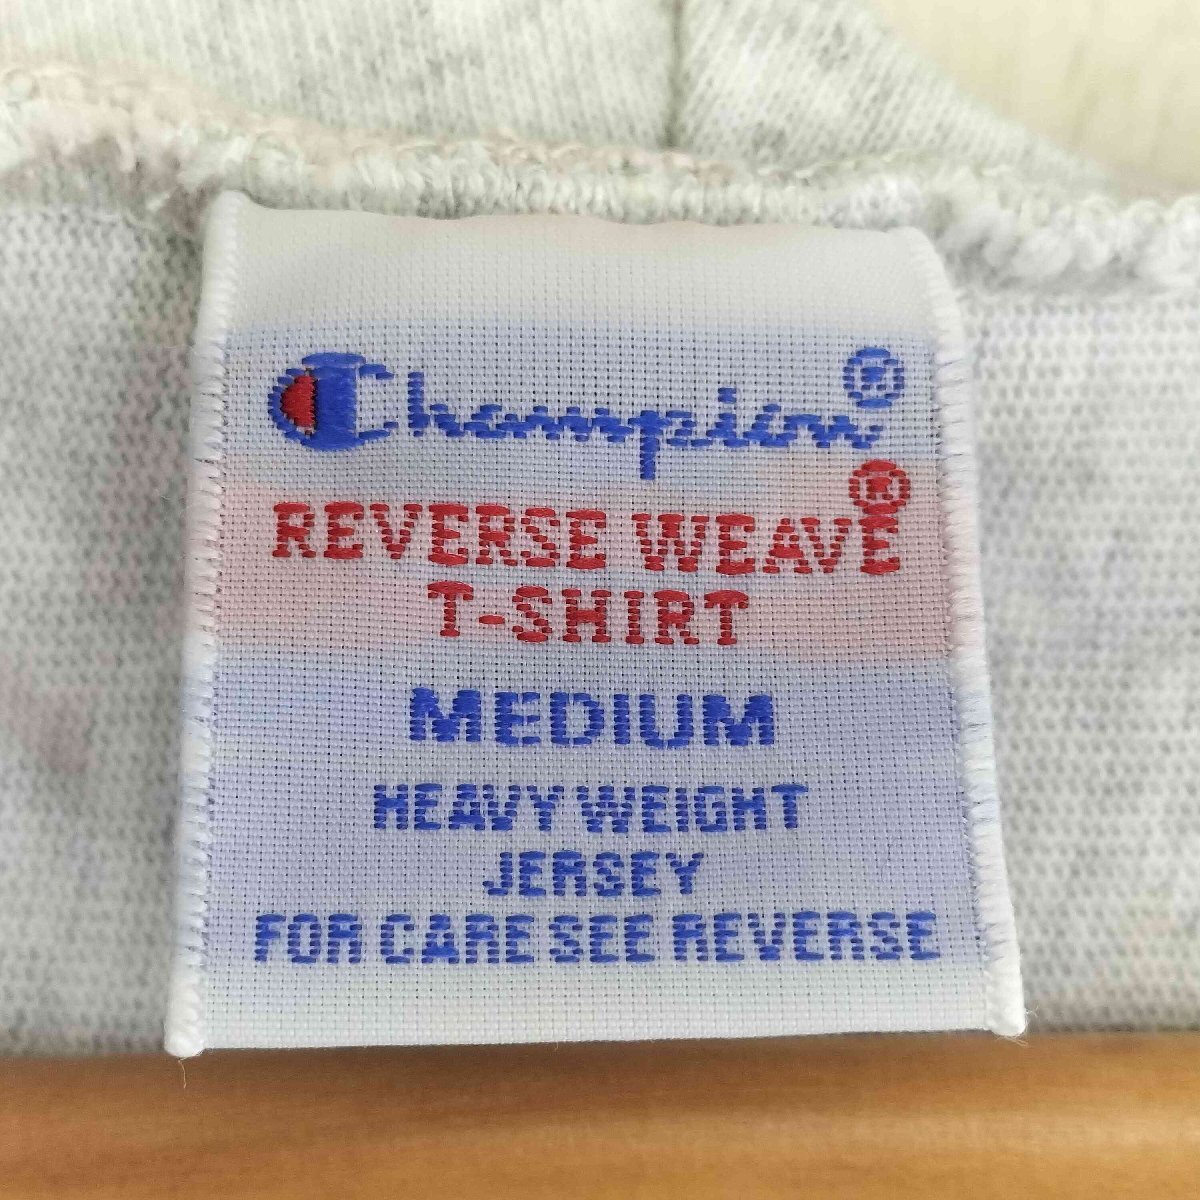 Champion®
REVERSE WEAVE®
T-SHIRT
MEDIUM
HEAVY WEIGHT
JERSEY
FOR CARE SEE REVERSE